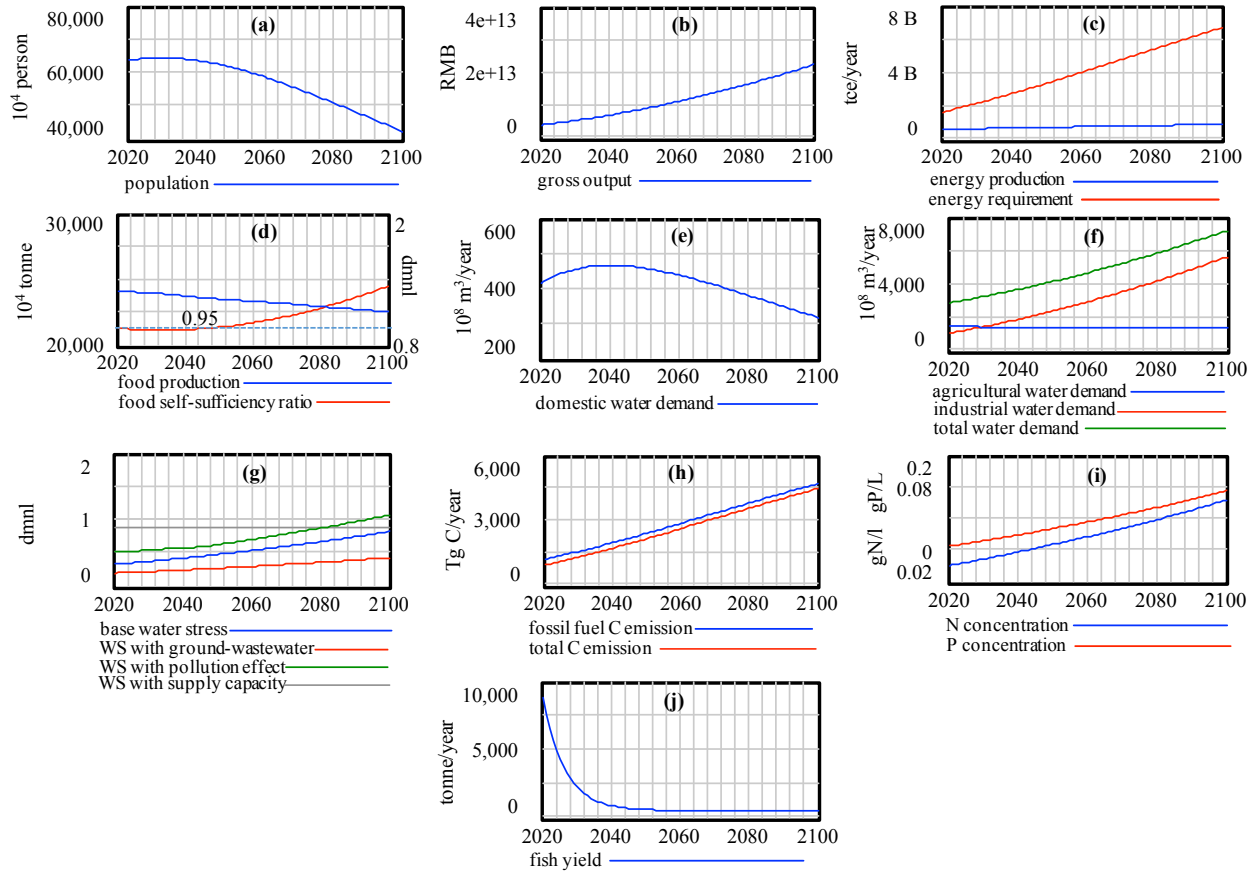 80,000
60,000
40,000
10⁴ person
(a)
2020 2040 2060 2080 2100
population
4e+13
2e+13
0
RMB
(b)
2020 2040 2060 2080 2100
gross output
8 B
4 B
0
tce/year
(c)
2020 2040 2060 2080 2100
energy production
energy requirement
30,000
20,000
10⁴ tonne
(d)
0.95
2
0.8
dmnl
2020 2040 2060 2080 2100
food production
food self-sufficiency ratio
600
400
200
10⁸ m³/year
(e)
2020 2040 2060 2080 2100
domestic water demand
8,000
4,000
0
10⁸ m³/year
(f)
2020 2040 2060 2080 2100
agricultural water demand
industrial water demand
total water demand
2
1
0
dmnl
(g)
2020 2040 2060 2080 2100
base water stress
WS with ground-wastewater
WS with pollution effect
WS with supply capacity
6,000
3,000
0
Tg C/year
(h)
2020 2040 2060 2080 2100
fossil fuel C emission
total C emission
0.2
0.08
0
0.02
gN/l gP/L
(i)
2020 2040 2060 2080 2100
N concentration
P concentration
10,000
5,000
0
tonne/year
(j)
2020 2040 2060 2080 2100
fish yield